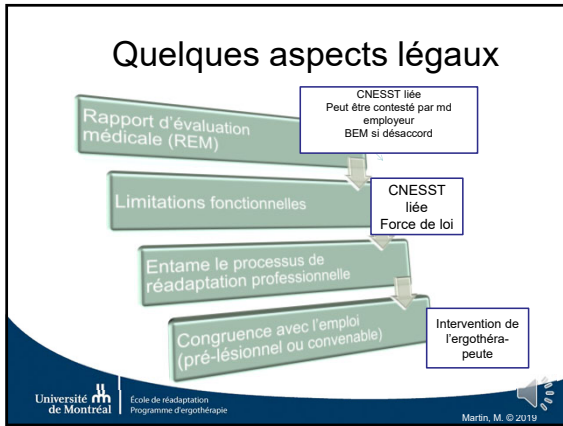 Quelques aspects légaux
CNESST liée
Peut être contesté par md
employeur
BEM si désaccord
Rapport d'évaluation
médicale (REM)
Limitations fonctionnelles
CNESST
liée
Force de loi
Entame le processus de
réadaptation professionnelle
Congruence avec l'emploi
(pré-lésionnel ou convenable)
Intervention de
l'ergothéra-
peute
Université
de Montréal
École de réadaptation
Programme d'ergothérapie
Martin, M. © 2019